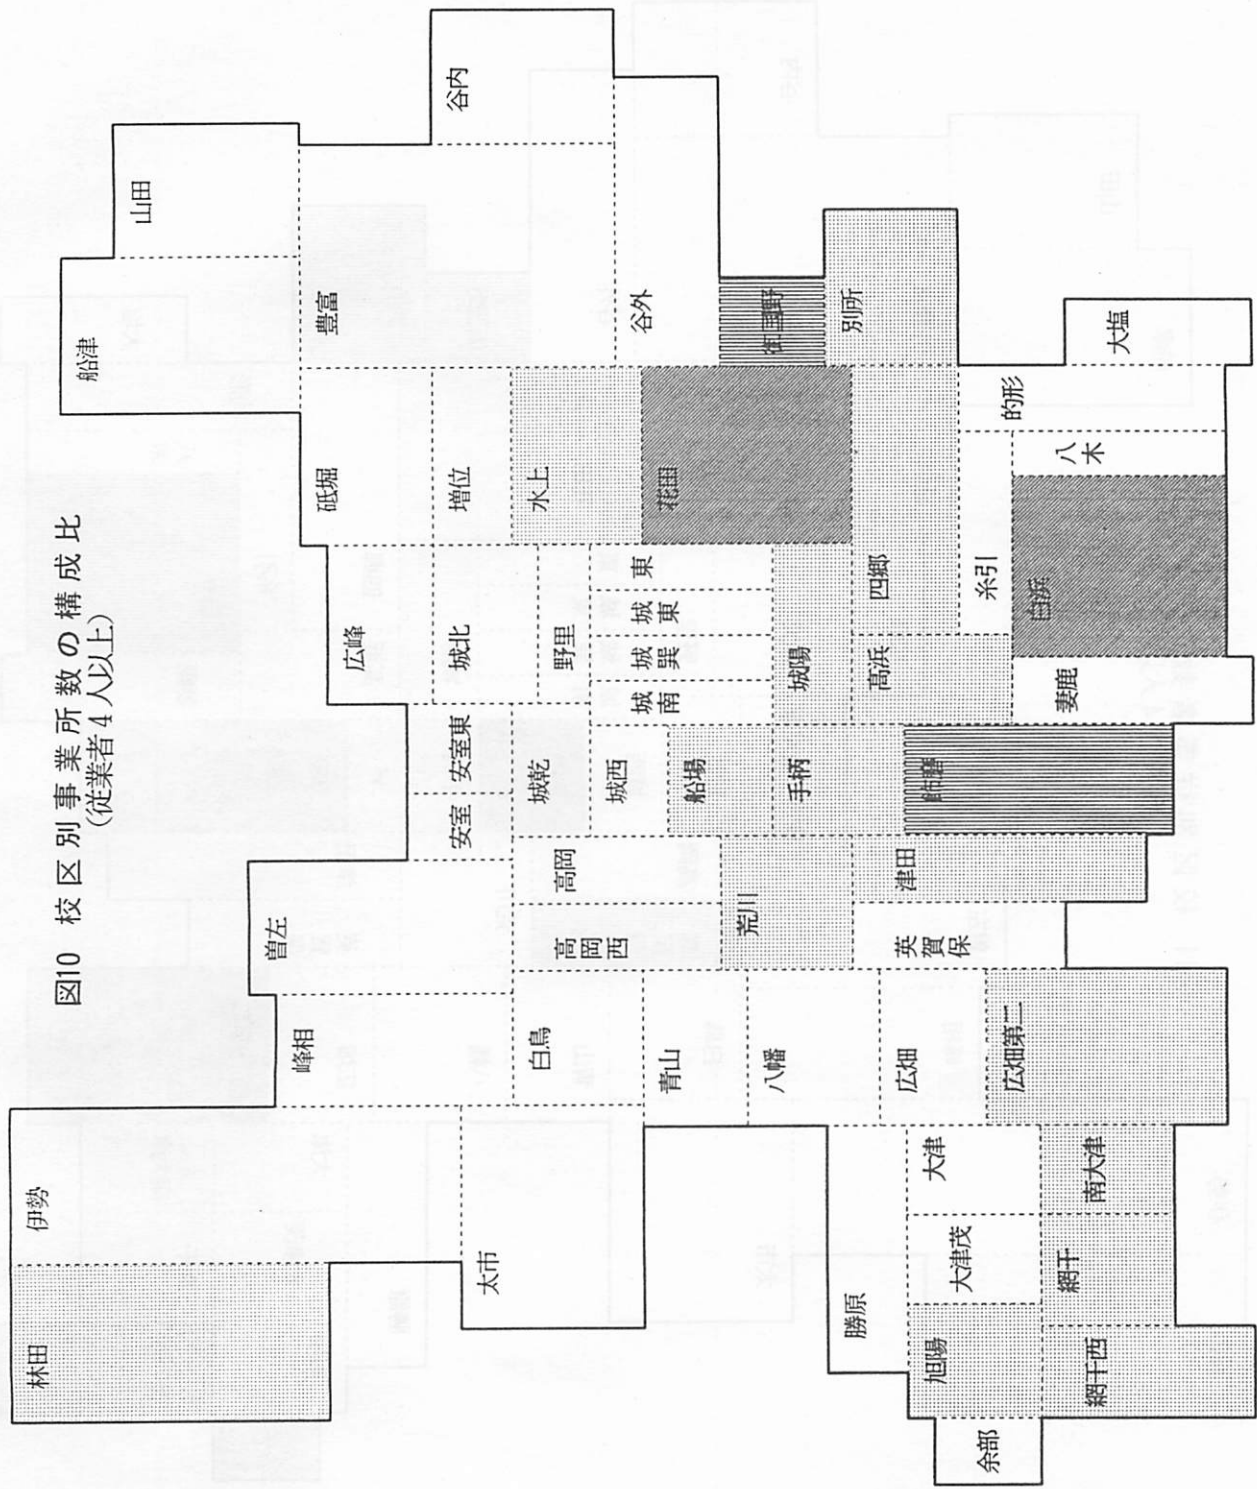 図10 校区別事業所数の構成比
(従業者4人以上)
林田
伊勢
太市
峰相
曽左
安室
安室東
広峰
砥堀
船津
山田
豊富
谷内
谷外
増位
城北
水上
野里
城乾
高岡
高岡西
白鳥
青山
八幡
荒川
船場
城西
城南
城巽
城東
東
花田
御国野
別所
四郷
城陽
手柄
高浜
糸引
的形
大塩
八木
白浜
妻鹿
飾磨
津田
英賀保
広畑
広畑第二
勝原
大津
大津茂
南大津
網干
旭陽
網干西
余部